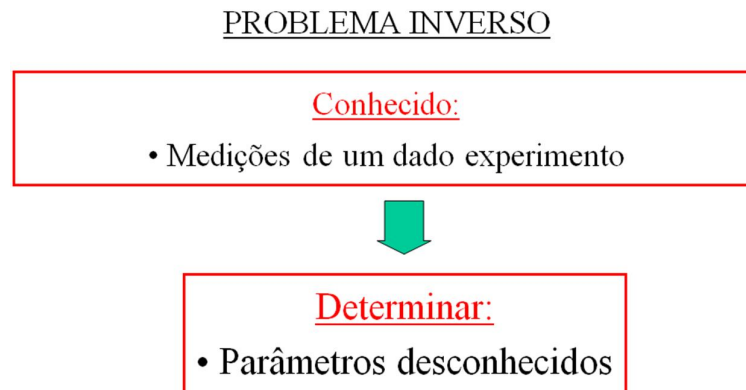 PROBLEMA INVERSO
Conhecido:
• Medições de um dado experimento
Determinar:
• Parâmetros desconhecidos